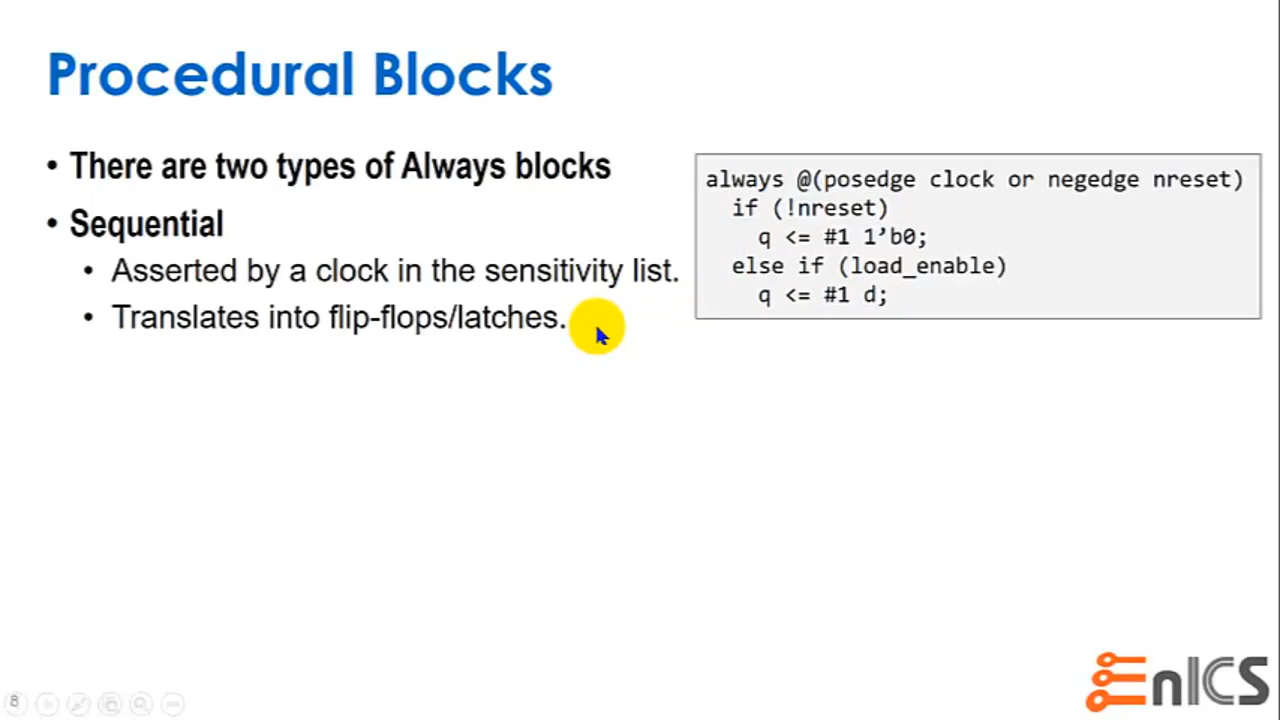 Procedural Blocks
• There are two types of Always blocks
• Sequential
• Asserted by a clock in the sensitivity list.
• Translates into flip-flops/latches.
always @(posedge clock or negedge nreset)
if (!nreset)
q <= #1 1’b0;
else if (load_enable)
q <= #1 d;
8
EnICS